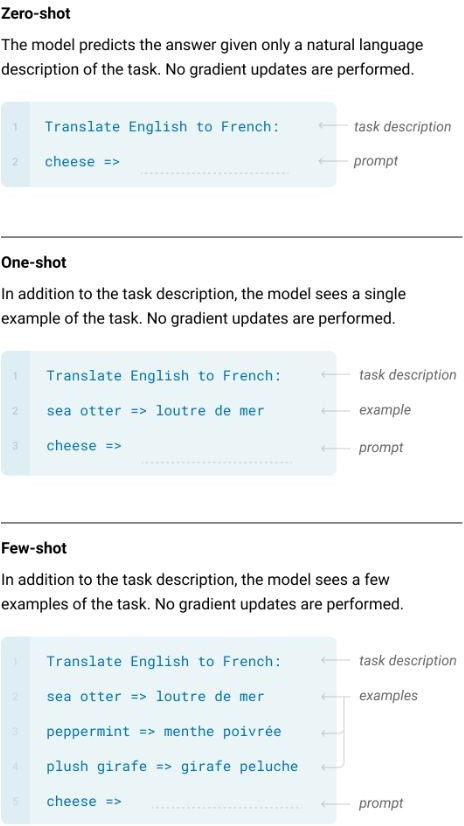 Zero-shot
The model predicts the answer given only a natural language
description of the task. No gradient updates are performed.
1 Translate English to French: task description
2 cheese => prompt
One-shot
In addition to the task description, the model sees a single
example of the task. No gradient updates are performed.
1 Translate English to French: task description
2 sea otter => loutre de mer example
3 cheese => prompt
Few-shot
In addition to the task description, the model sees a few
examples of the task. No gradient updates are performed.
1 Translate English to French: task description
2 sea otter => loutre de mer examples
3 peppermint => menthe poivrée
4 plush girafe => girafe peluche
5 cheese => prompt